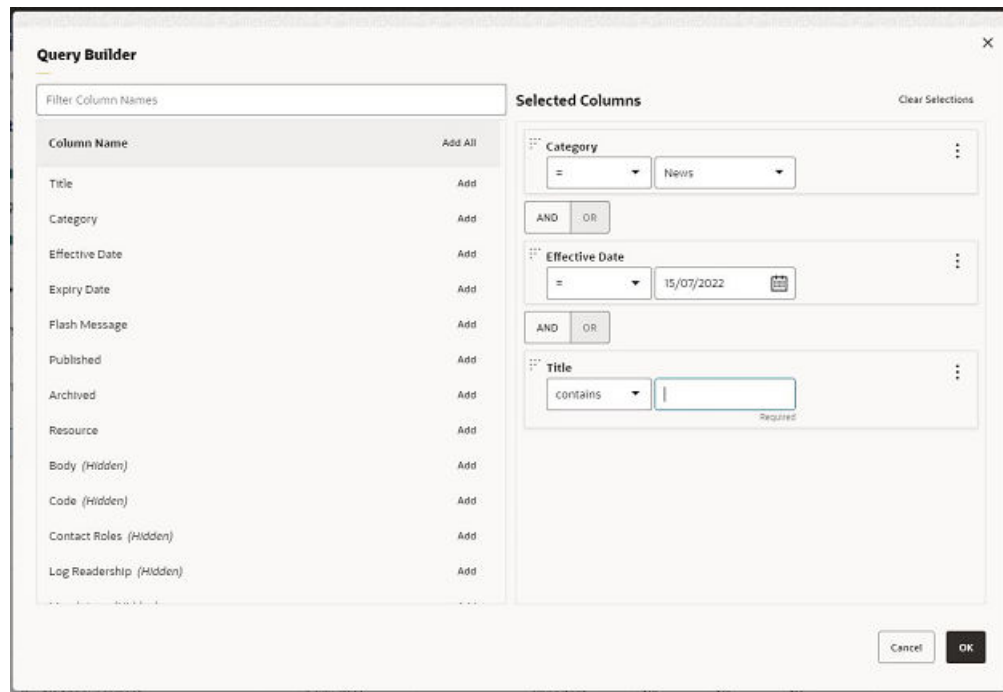 Query Builder
Filter Column Names
Column Name Add All
Title Add
Category Add
Effective Date Add
Expiry Date Add
Flash Message Add
Published Add
Archived Add
Resource Add
Body (Hidden) Add
Code (Hidden) Add
Contact Roles (Hidden) Add
Log Readership (Hidden) Add
Selected Columns Clear Selections
Category
= News
AND OR
Effective Date
= 15/07/2022
AND OR
Title
contains
Required
Cancel OK